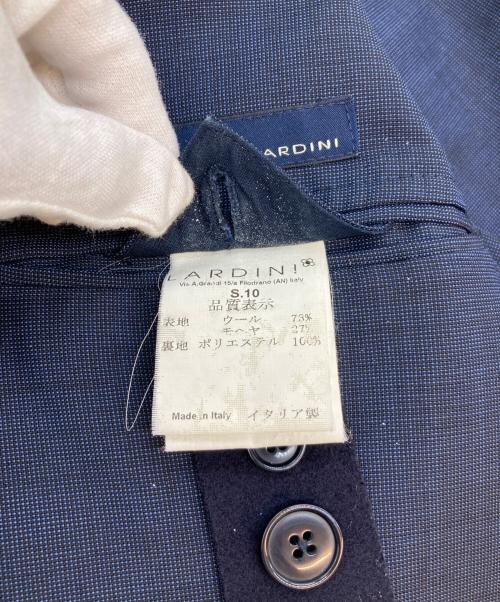 ARDINI
LARDINI
Via A.Grandi 15/a Filottrano (AN) Italy
S.10
品質表示
表地 ウール 73%
モヘヤ 27%
裏地 ポリエステル 100%
Made in Italy イタリア製